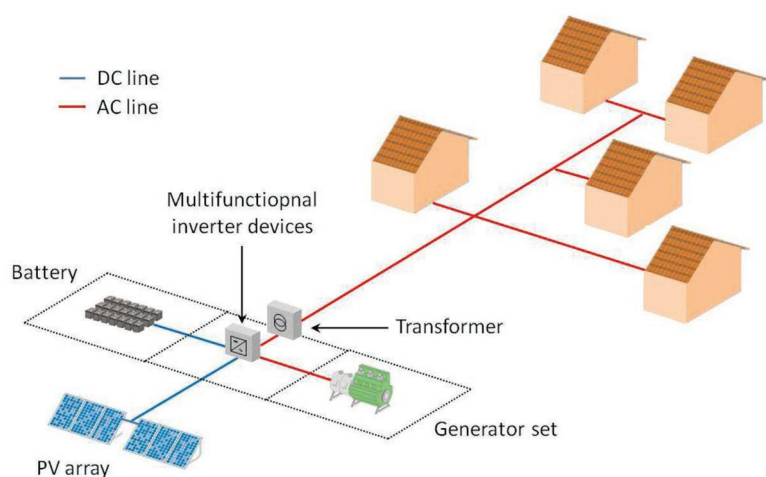 DC line
AC line
Multifunctiopnal
inverter devices
Battery
Transformer
Generator set
PV array